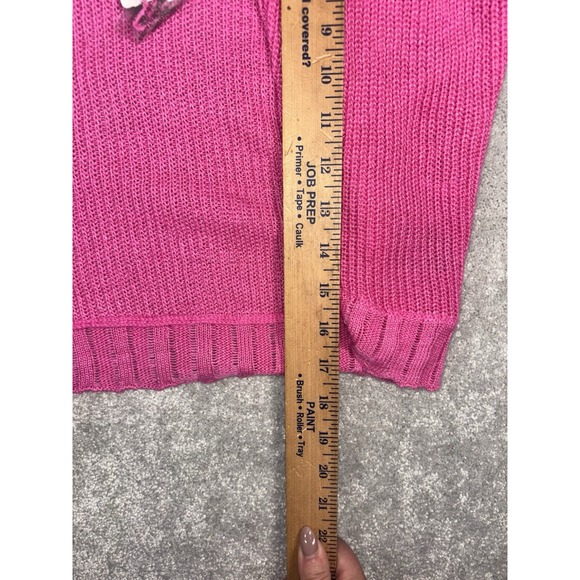 d covered?
JOB PREP
• Primer • Tape • Caulk
PAINT
• Brush • Roller • Tray
9
10
11
12
13
14
15
16
17
18
19
20
21
22